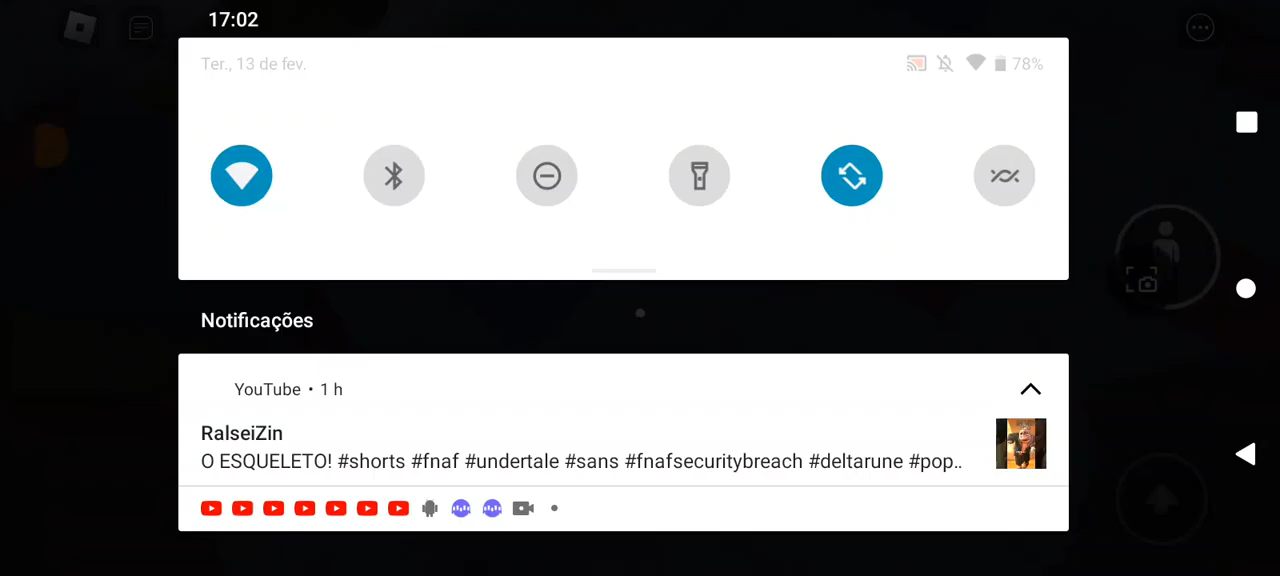 17:02
Ter., 13 de fev.
78%
Notificações
YouTube • 1 h
RalseiZin
O ESQUELETO! #shorts #fnaf #undertale #sans #fnafsecuritybreach #deltarune #pop..